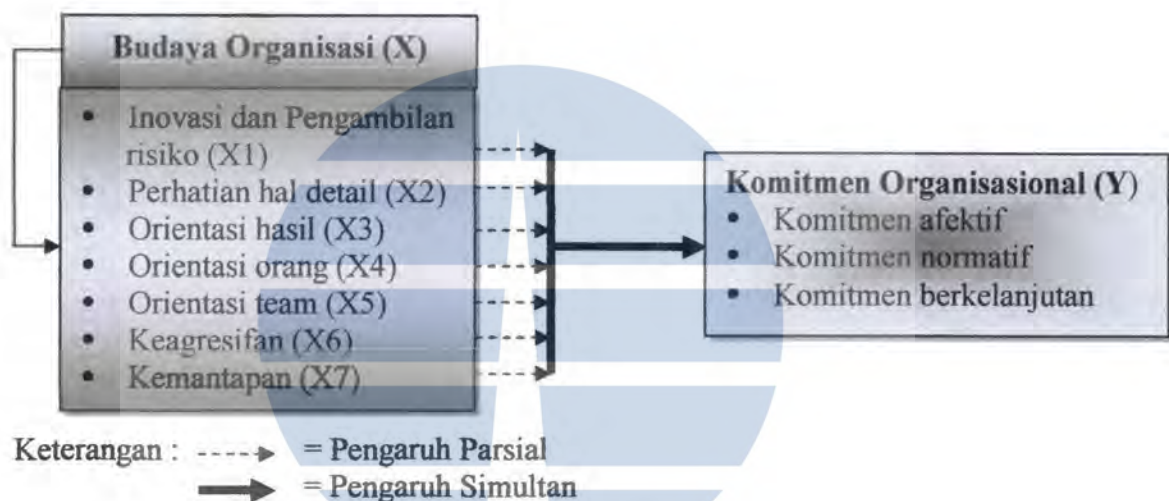 Budaya Organisasi (X)
• Inovasi dan Pengambilan
risiko (X1)
• Perhatian hal detail (X2)
• Orientasi hasil (X3)
• Orientasi orang (X4)
• Orientasi team (X5)
• Keagresifan (X6)
• Kemantapan (X7)
Komitmen Organisasional (Y)
• Komitmen afektif
• Komitmen normatif
• Komitmen berkelanjutan
Keterangan :
= Pengaruh Parsial
= Pengaruh Simultan